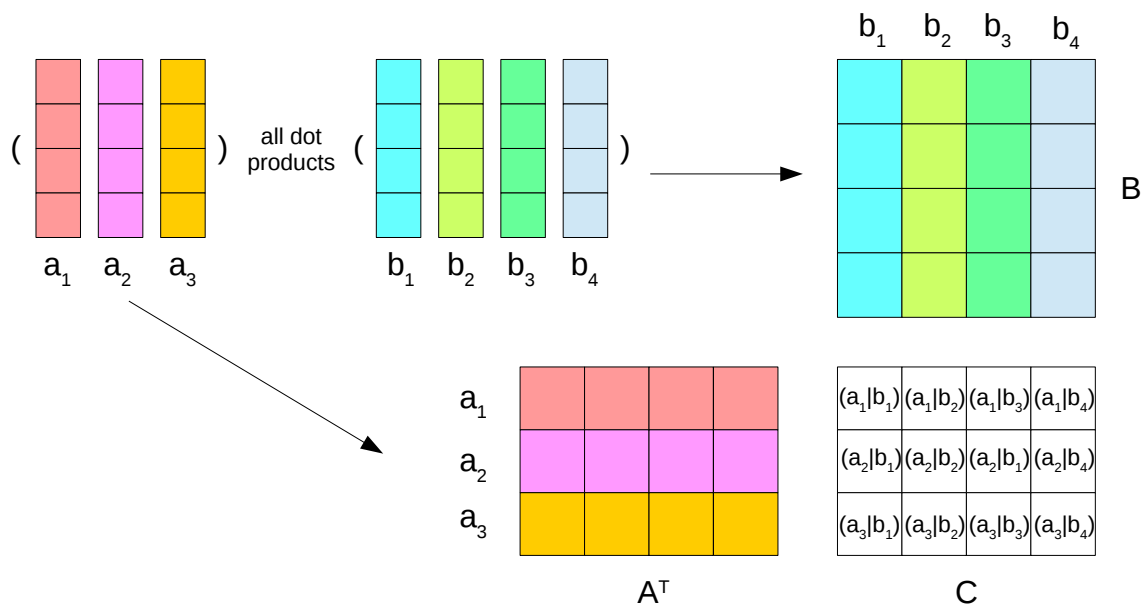 ( ) all dot products ( )
a₁ a₂ a₃
b₁ b₂ b₃ b₄
b₁ b₂ b₃ b₄
B
a₁
a₂
a₃
Aᵀ
(a₁|b₁) (a₁|b₂) (a₁|b₃) (a₁|b₄)
(a₂|b₁) (a₂|b₂) (a₂|b₁) (a₂|b₄)
(a₃|b₁) (a₃|b₂) (a₃|b₃) (a₃|b₄)
C